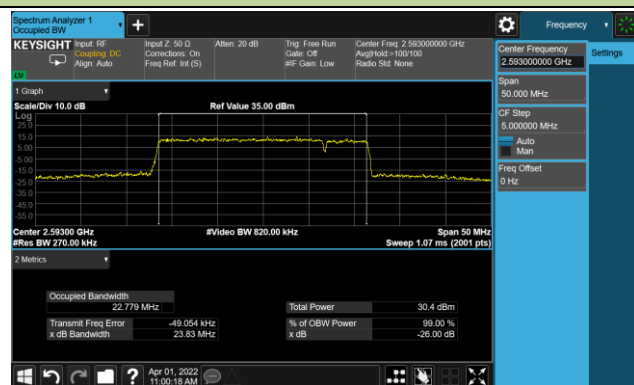 Spectrum Analyzer 1
Occupied BW
Frequency
KEYSIGHT
Input: RF
Coupling: DC
Align: Auto
Input Z: 50 Ω
Corrections: On
Freq Ref: Int (S)
Atten: 20 dB
Trig: Free Run
Gate: Off
#IF Gain: Low
Center Freq: 2.593000000 GHz
Avg|Hold:>100/100
Radio Std: None
Center Frequency
2.593000000 GHz
Settings
Span
50.000 MHz
CF Step
5.000000 MHz
Auto
Man
Freq Offset
0 Hz
1 Graph
Scale/Div 10.0 dB
Ref Value 35.00 dBm
Log
25.0
15.0
5.00
-5.00
-15.0
-25.0
-35.0
-45.0
-55.0
Center 2.59300 GHz
#Video BW 820.00 kHz
Span 50 MHz
#Res BW 270.00 kHz
Sweep 1.07 ms (2001 pts)
2 Metrics
Occupied Bandwidth
22.779 MHz
Total Power
30.4 dBm
Transmit Freq Error
-49.054 kHz
% of OBW Power
99.00 %
x dB Bandwidth
23.83 MHz
x dB
-26.00 dB
?
Apr 01, 2022
11:00:18 AM